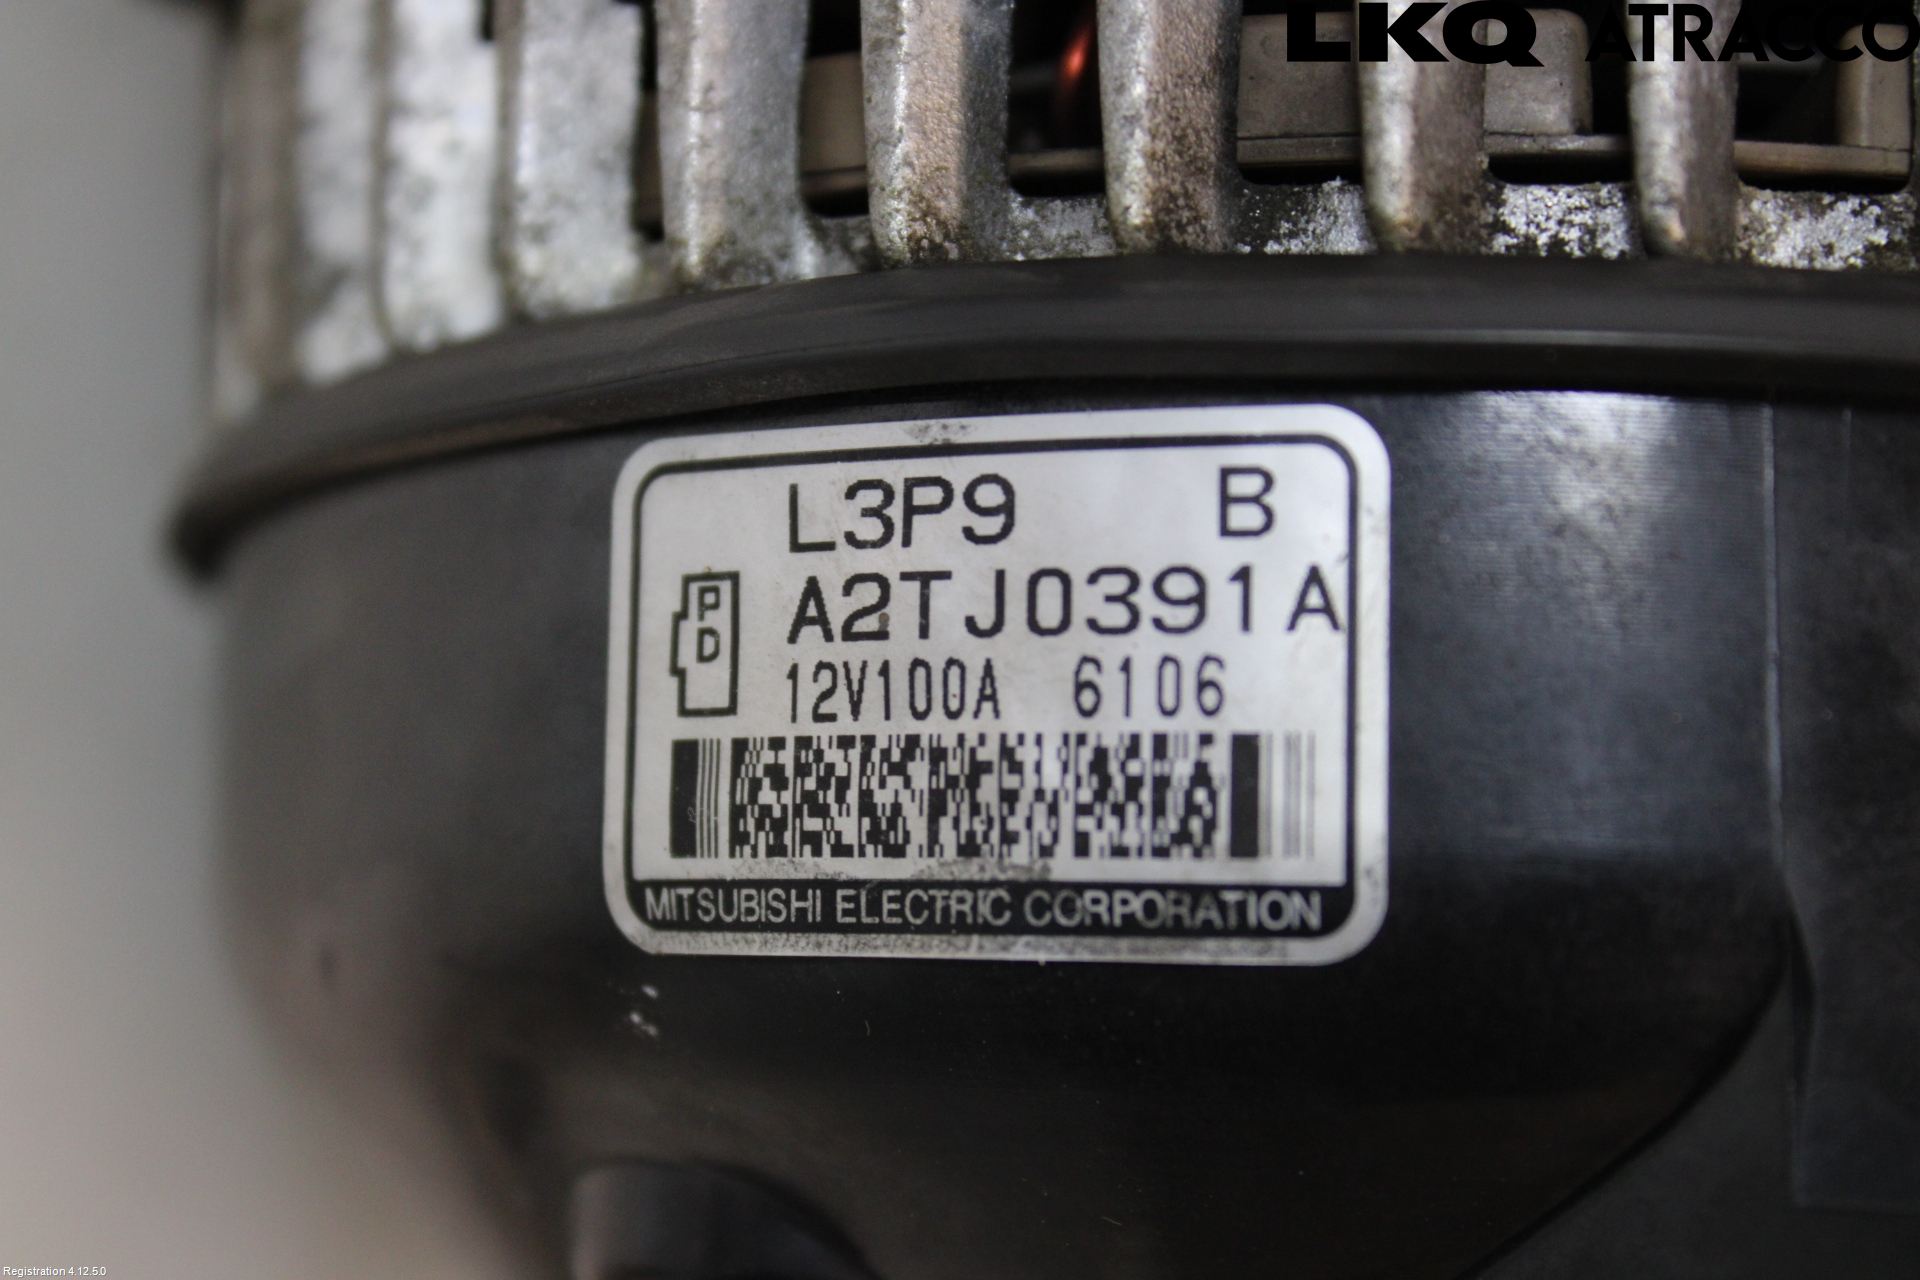 LKQ ATRACCO
L3P9 B
PD
A2TJ0391A
12V100A 6106
MITSUBISHI ELECTRIC CORPORATION
Registration 4.12.5.0